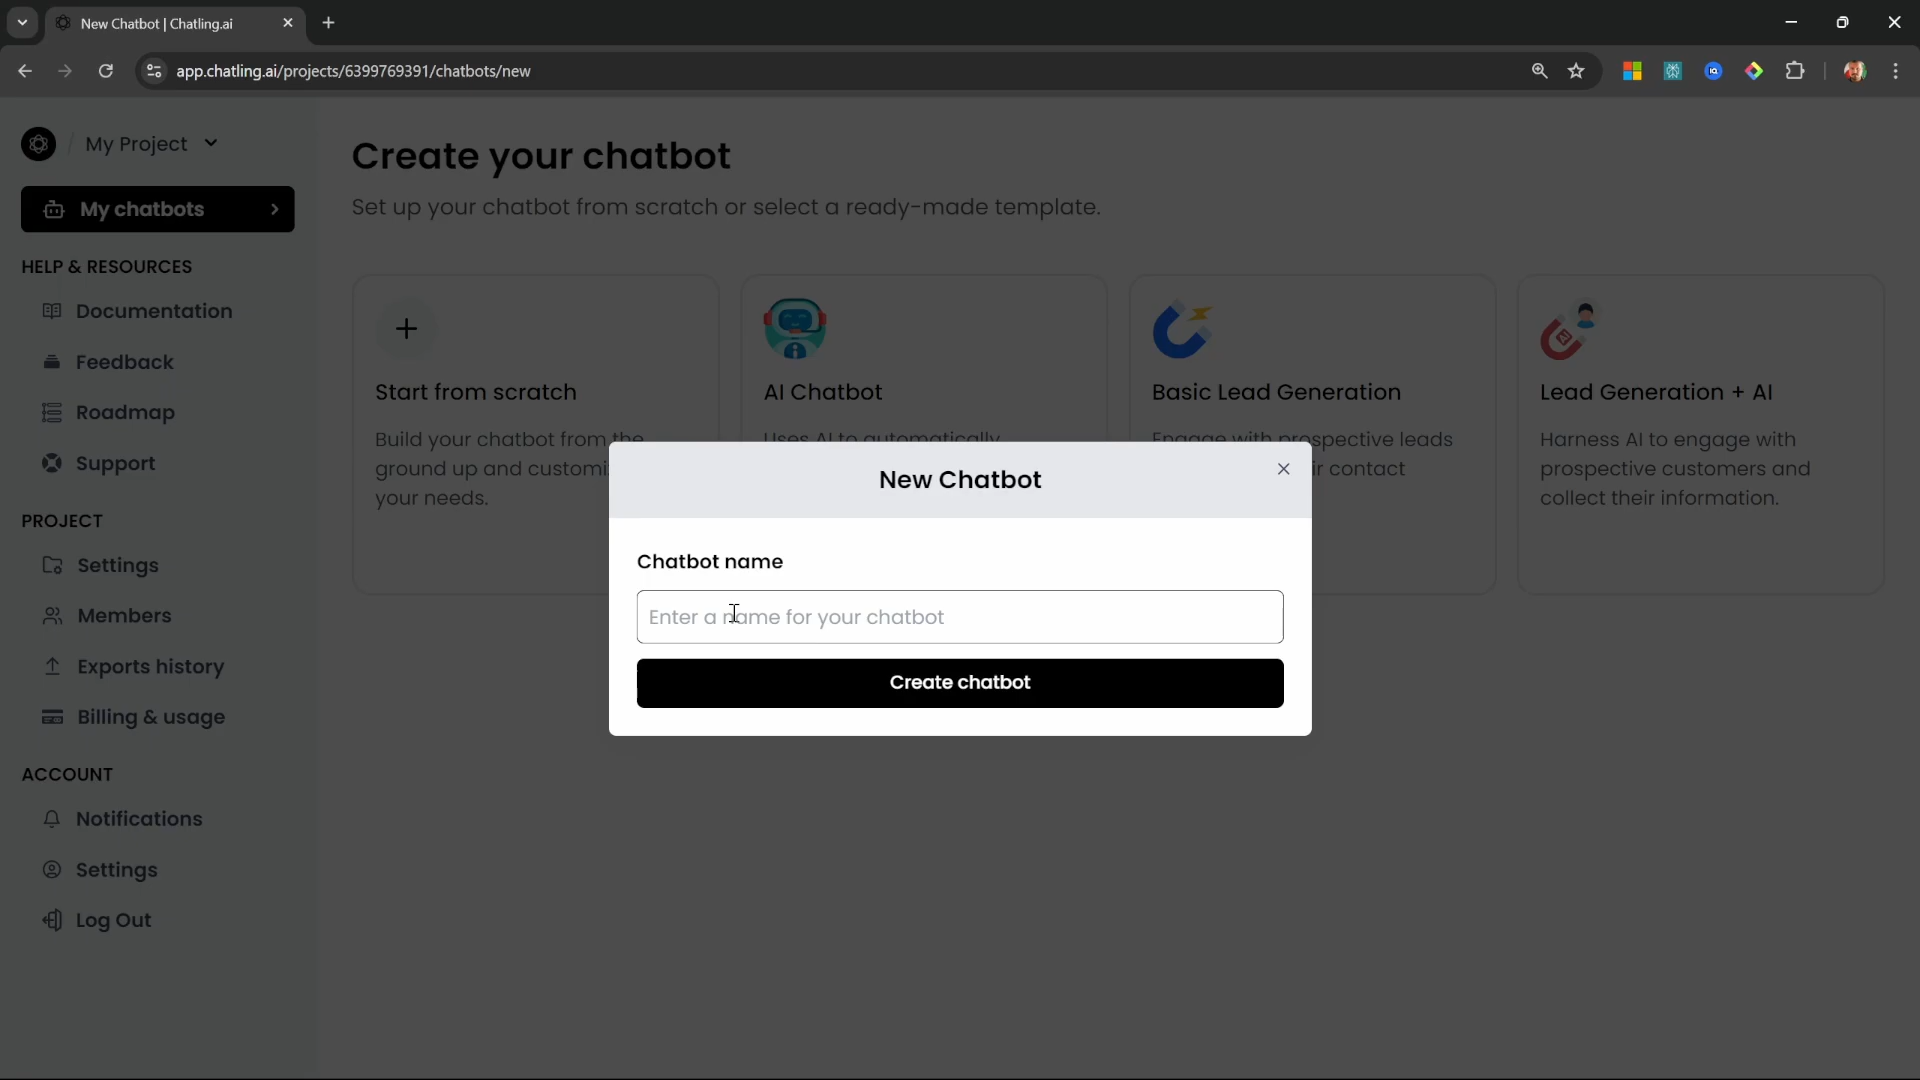 New Chatbot | Chatling.ai
app.chatling.ai/projects/6399769391/chatbots/new
My Project
My chatbots
HELP & RESOURCES
Documentation
Feedback
Roadmap
Support
PROJECT
Settings
Members
Exports history
Billing & usage
ACCOUNT
Notifications
Settings
Log Out
Create your chatbot
Set up your chatbot from scratch or select a ready-made template.
Start from scratch
Build your chatbot from the
ground up and customi
your needs.
AI Chatbot
Uses AI to automatically
Basic Lead Generation
Engage with prospective leads
ir contact
Lead Generation + AI
Harness AI to engage with
prospective customers and
collect their information.
New Chatbot
Chatbot name
Enter a name for your chatbot
Create chatbot